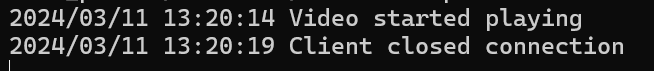 2024/03/11 13:20:14 Video started playing
2024/03/11 13:20:19 Client closed connection